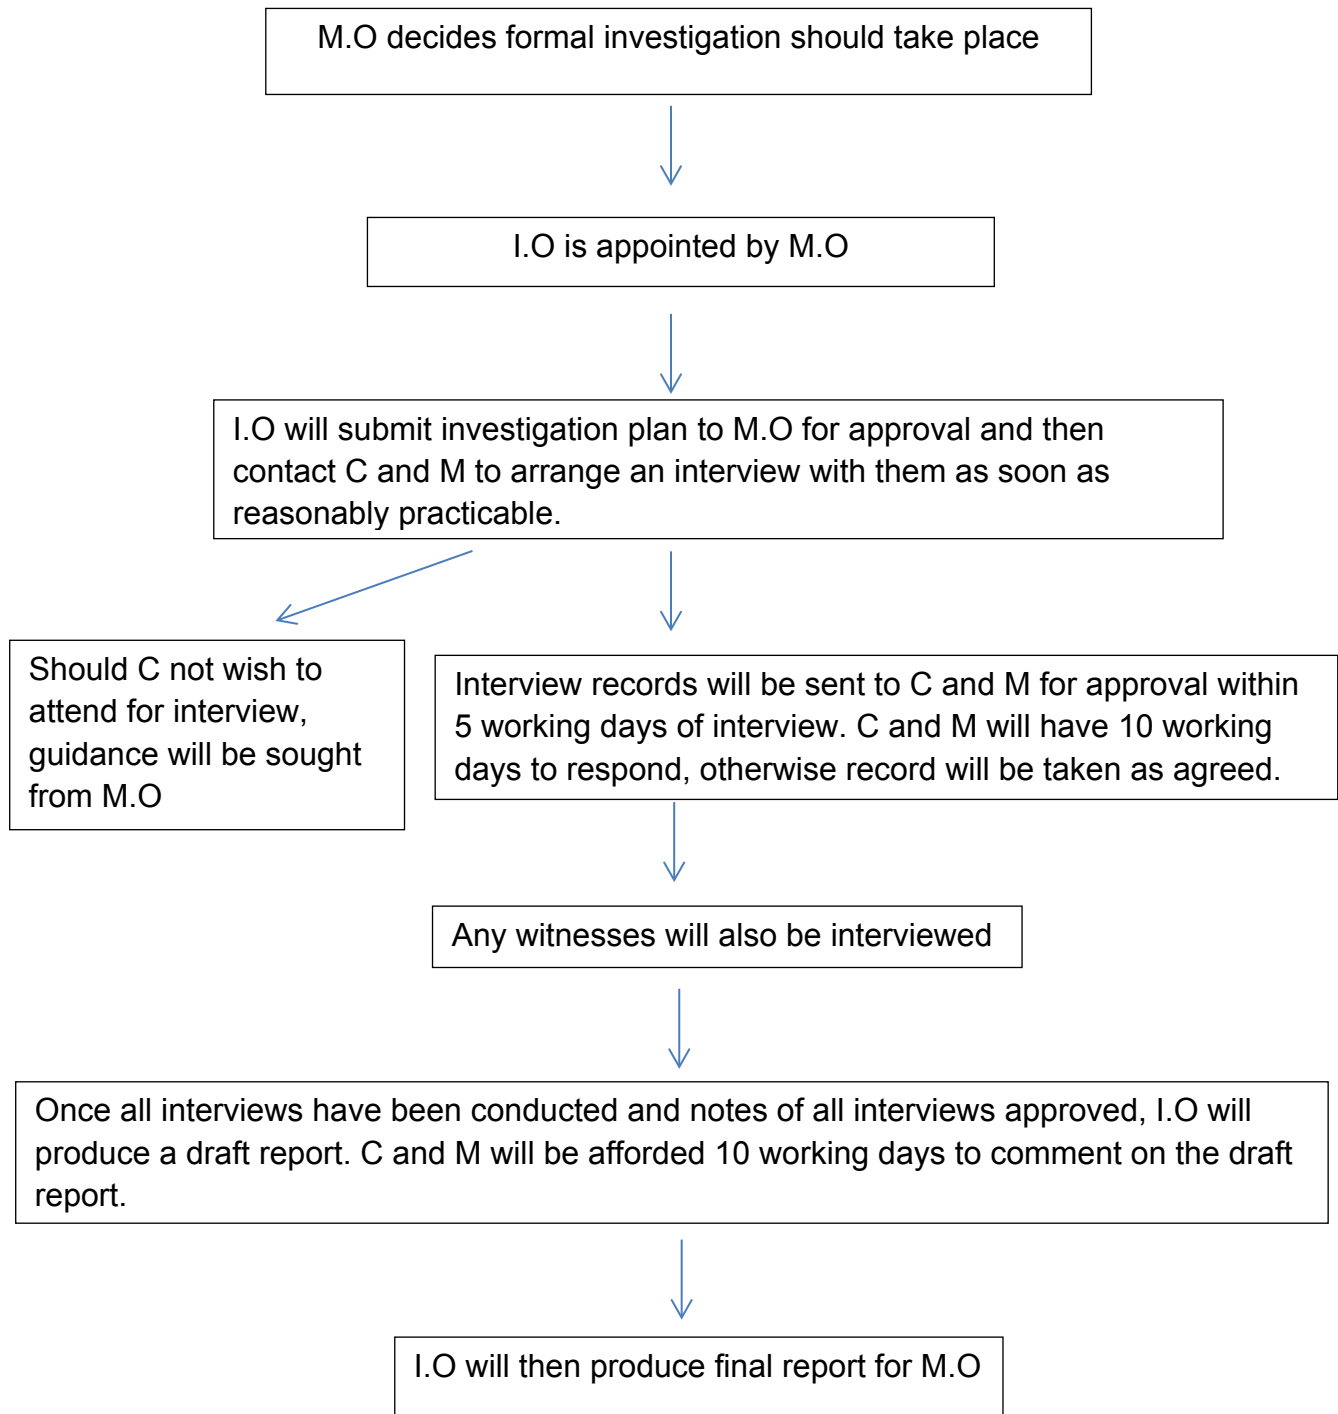 M.O decides formal investigation should take place
I.O is appointed by M.O
I.O will submit investigation plan to M.O for approval and then
contact C and M to arrange an interview with them as soon as
reasonably practicable.
Should C not wish to
attend for interview,
guidance will be sought
from M.O
Interview records will be sent to C and M for approval within
5 working days of interview. C and M will have 10 working
days to respond, otherwise record will be taken as agreed.
Any witnesses will also be interviewed
Once all interviews have been conducted and notes of all interviews approved, I.O will
produce a draft report. C and M will be afforded 10 working days to comment on the draft
report.
I.O will then produce final report for M.O